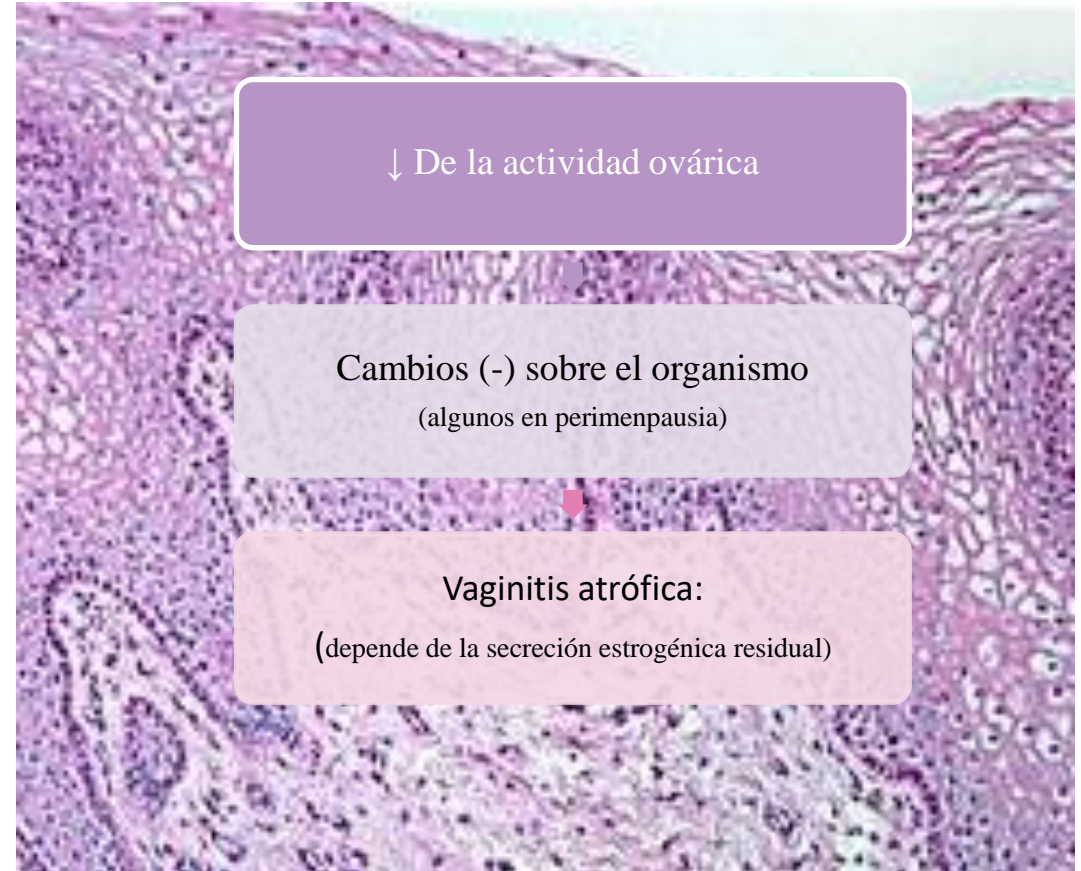 ↓ De la actividad ovárica
Cambios (-) sobre el organismo
(algunos en perimenpausia)
Vaginitis atrófica:
(depende de la secreción estrogénica residual)